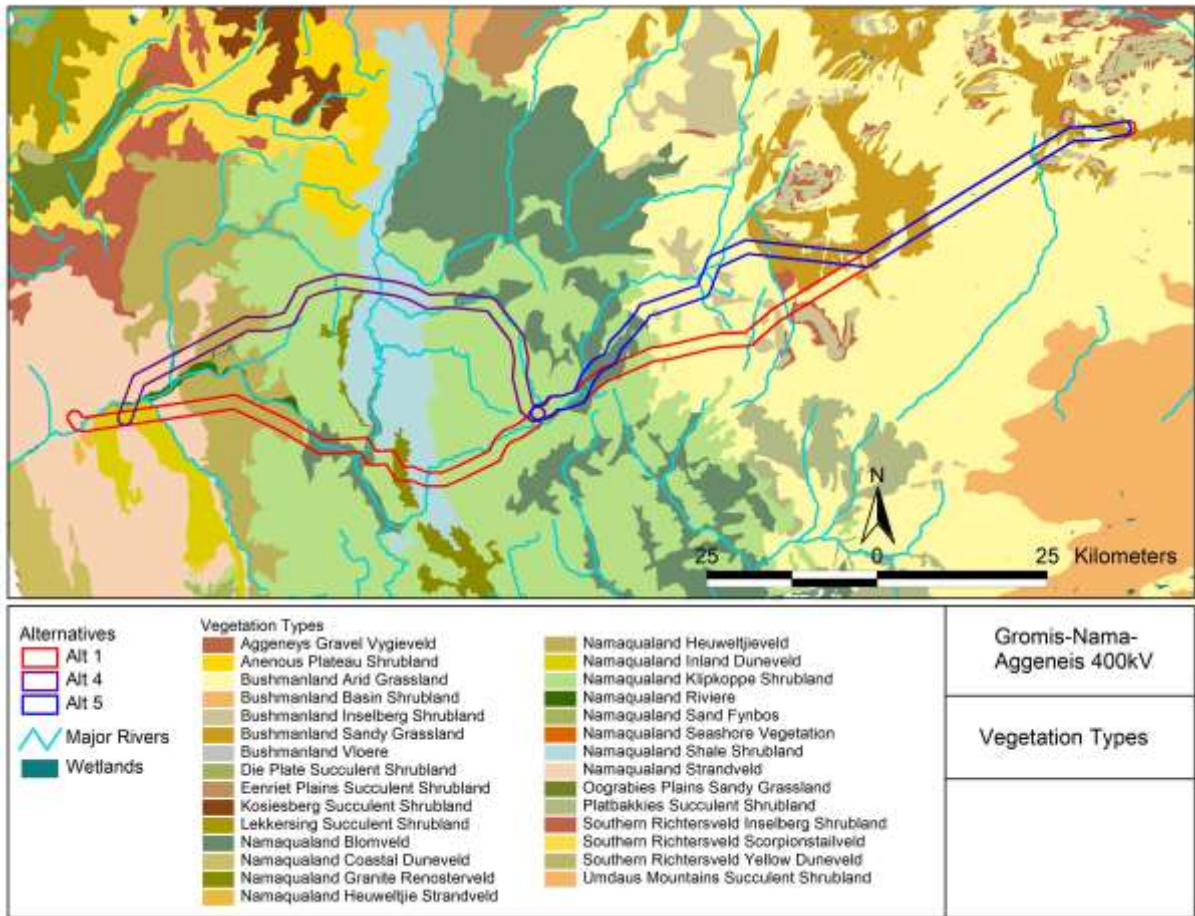 N
25 0 25 Kilometers
Alternatives
Alt 1
Alt 4
Alt 5
Major Rivers
Wetlands
Vegetation Types
Aggeneys Gravel Vygieveld
Anenous Plateau Shrubland
Bushmanland Arid Grassland
Bushmanland Basin Shrubland
Bushmanland Inselberg Shrubland
Bushmanland Sandy Grassland
Bushmanland Vloere
Die Plate Succulent Shrubland
Eenriet Plains Succulent Shrubland
Kosiesberg Succulent Shrubland
Lekkersing Succulent Shrubland
Namaqualand Blomveld
Namaqualand Coastal Duneveld
Namaqualand Granite Renosterveld
Namaqualand Heuweltjie Strandveld
Namaqualand Heuweltjieveld
Namaqualand Inland Duneveld
Namaqualand Klipkoppe Shrubland
Namaqualand Riviere
Namaqualand Sand Fynbos
Namaqualand Seashore Vegetation
Namaqualand Shale Shrubland
Namaqualand Strandveld
Oograbies Plains Sandy Grassland
Platbakkies Succulent Shrubland
Southern Richtersveld Inselberg Shrubland
Southern Richtersveld Scorpionstailveld
Southern Richtersveld Yellow Duneveld
Umdaus Mountains Succulent Shrubland
Gromis-Nama-
Aggeneis 400kV
Vegetation Types